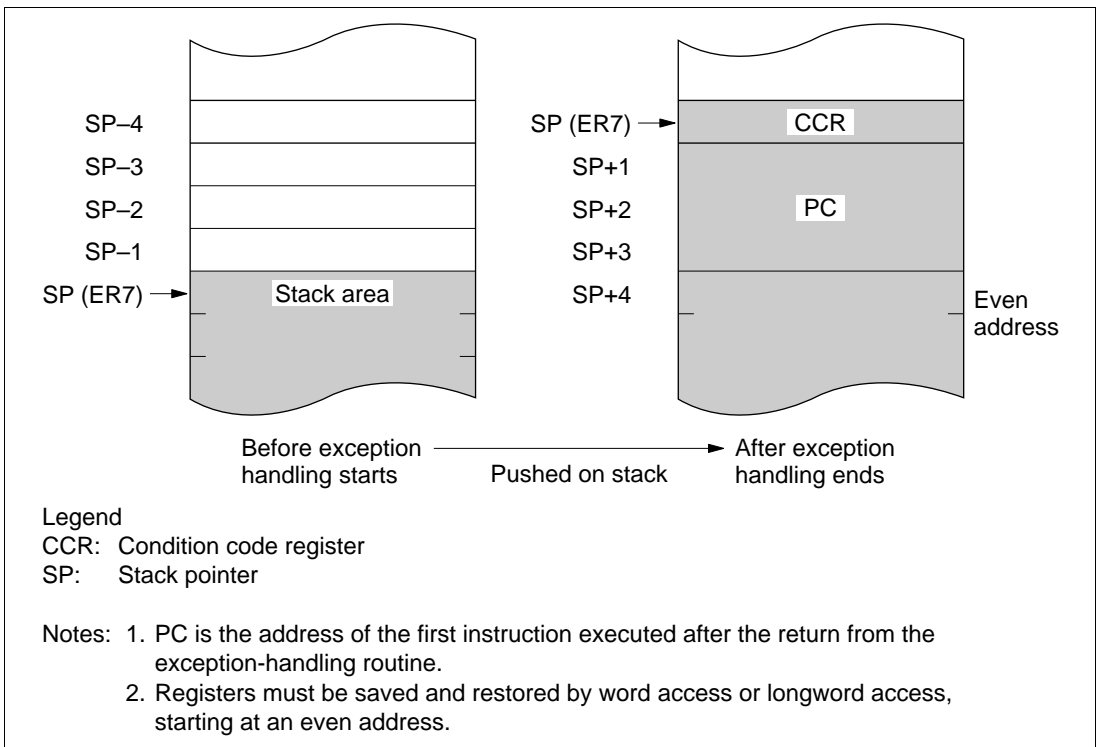 SP–4
SP–3
SP–2
SP–1
SP (ER7)
Stack area
SP (ER7)
SP+1
SP+2
SP+3
SP+4
CCR
PC
Even
address
Before exception
handling starts
Pushed on stack
After exception
handling ends
Legend
CCR: Condition code register
SP: Stack pointer
Notes: 1. PC is the address of the first instruction executed after the return from the
exception-handling routine.
2. Registers must be saved and restored by word access or longword access,
starting at an even address.